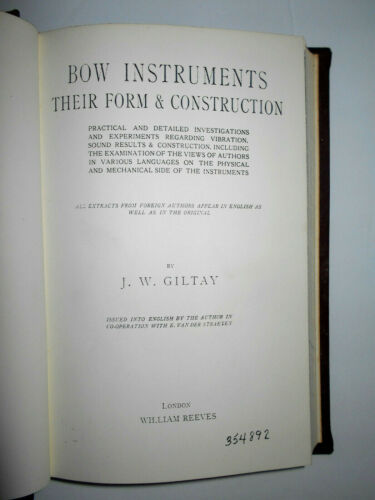 BOW INSTRUMENTS
THEIR FORM & CONSTRUCTION
PRACTICAL AND DETAILED INVESTIGATIONS
AND EXPERIMENTS REGARDING VIBRATION,
SOUND RESULTS & CONSTRUCTION, INCLUDING
THE EXAMINATION OF THE VIEWS OF AUTHORS
IN VARIOUS LANGUAGES ON THE PHYSICAL
AND MECHANICAL SIDE OF THE INSTRUMENTS
ALL EXTRACTS FROM FOREIGN AUTHORS APPEAR IN ENGLISH AS
WELL AS IN THE ORIGINAL
BY
J. W. GILTAY
ISSUED INTO ENGLISH BY THE AUTHOR IN
CO-OPERATION WITH E. VAN DER STRAETEN
LONDON
WILLIAM REEVES
354892